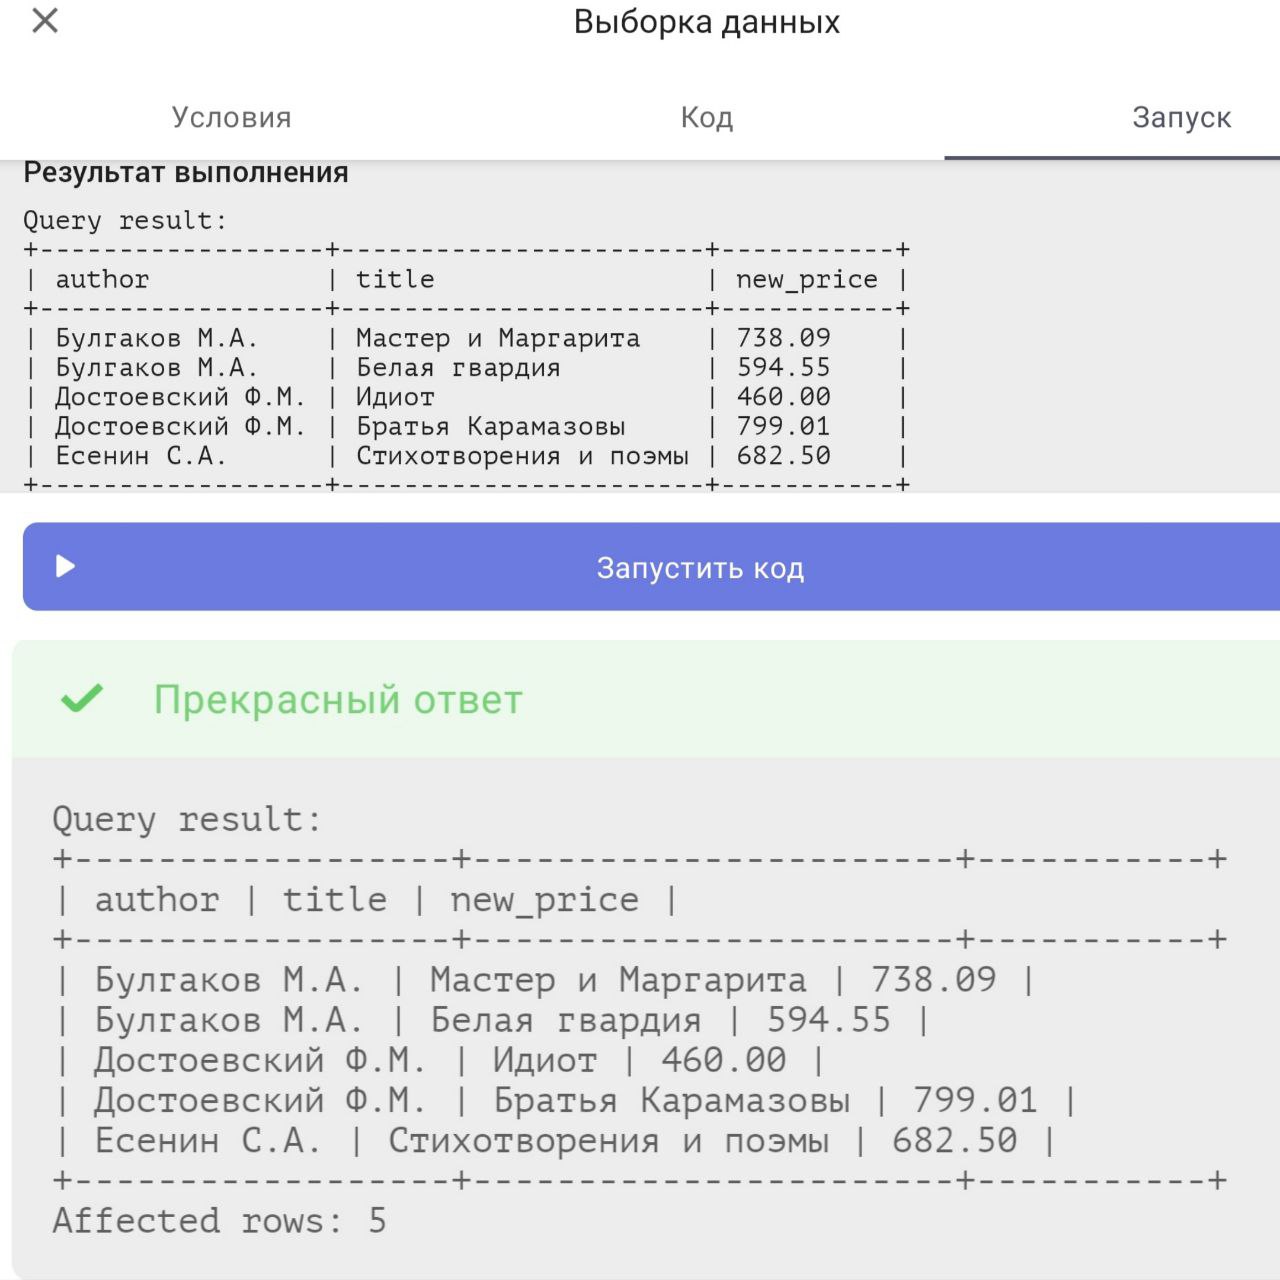 Выборка данных
Условия Код Запуск
Результат выполнения
Query result:
+------------------+-----------------------+-----------+
| author           | title                 | new_price |
+------------------+-----------------------+-----------+
| Булгаков М.А.    | Мастер и Маргарита    | 738.09    |
| Булгаков М.А.    | Белая гвардия         | 594.55    |
| Достоевский Ф.М. | Идиот                 | 460.00    |
| Достоевский Ф.М. | Братья Карамазовы     | 799.01    |
| Есенин С.А.      | Стихотворения и поэмы | 682.50    |
+------------------+-----------------------+-----------+
Запустить код
Прекрасный ответ
Query result:
+------------------+-----------------------+-----------+
| author | title | new_price |
+------------------+-----------------------+-----------+
| Булгаков М.А. | Мастер и Маргарита | 738.09 |
| Булгаков М.А. | Белая гвардия | 594.55 |
| Достоевский Ф.М. | Идиот | 460.00 |
| Достоевский Ф.М. | Братья Карамазовы | 799.01 |
| Есенин С.А. | Стихотворения и поэмы | 682.50 |
+------------------+-----------------------+-----------+
Affected rows: 5